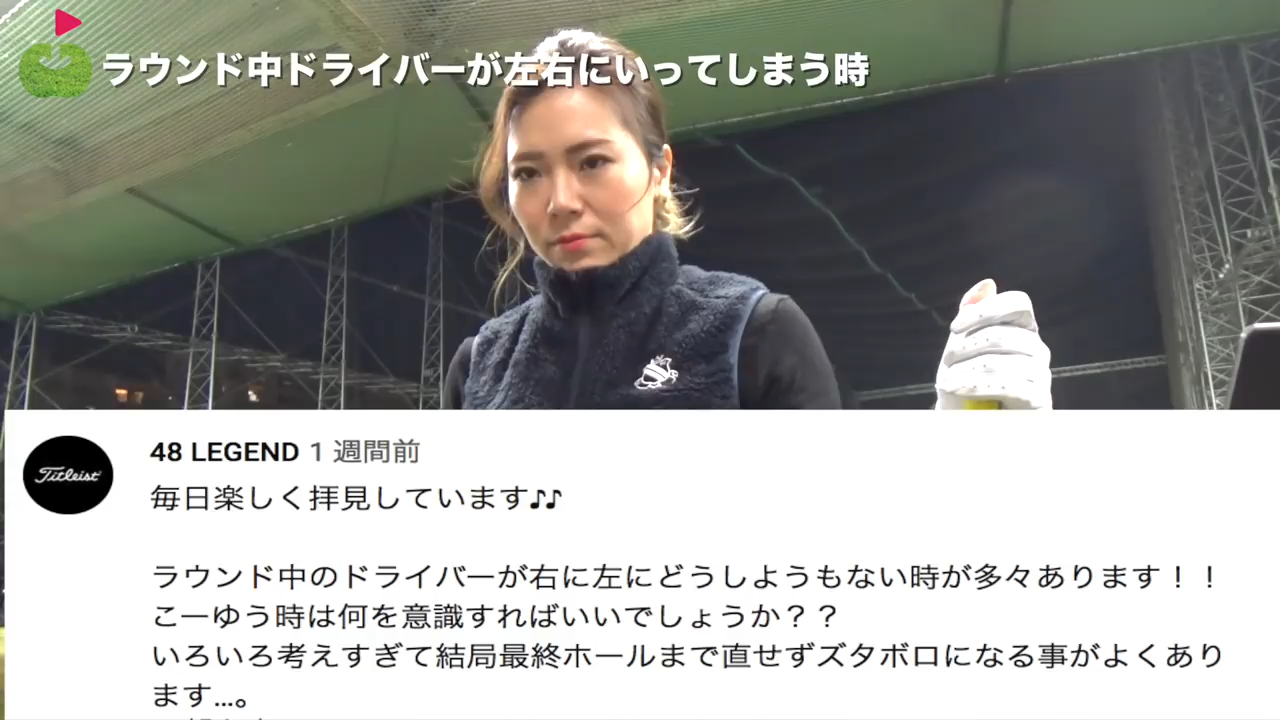 ラウンド中ドライバーが左右にいってしまう時
Titleist
48 LEGEND 1 週間前
毎日楽しく拝見しています♪♪
ラウンド中のドライバーが右に左にどうしようもない時が多々あります！！
こーゆう時は何を意識すればいいでしょうか？？
いろいろ考えすぎて結局最終ホールまで直せずズタボロになる事がよくあり
ます...。